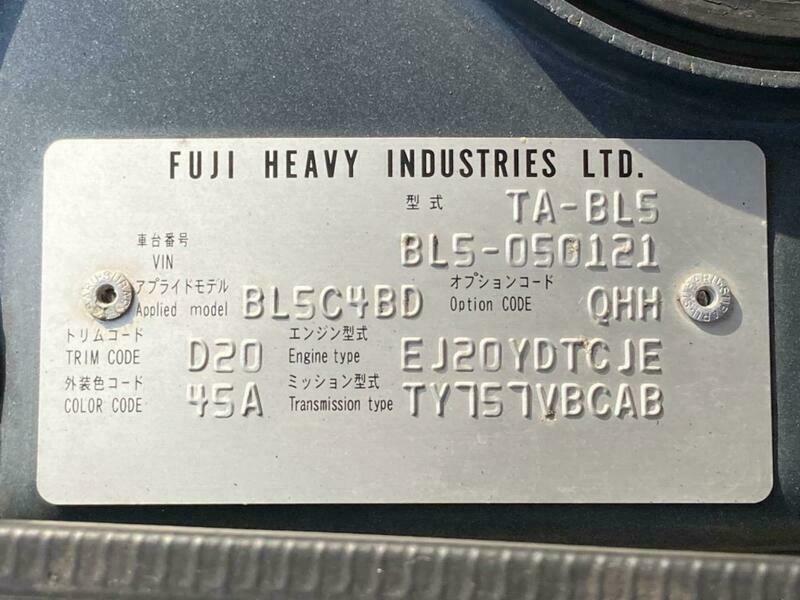 FUJI HEAVY INDUSTRIES LTD.
型式 TA-BL5
車台番号
VIN BL5-050121
アプライドモデル オプションコード
Applied model BL5C4BD Option CODE QHH
トリムコード エンジン型式
TRIM CODE D20 Engine type EJ20YDTCJE
外装色コード ミッション型式
COLOR CODE 45A Transmission type TY757VBCAB